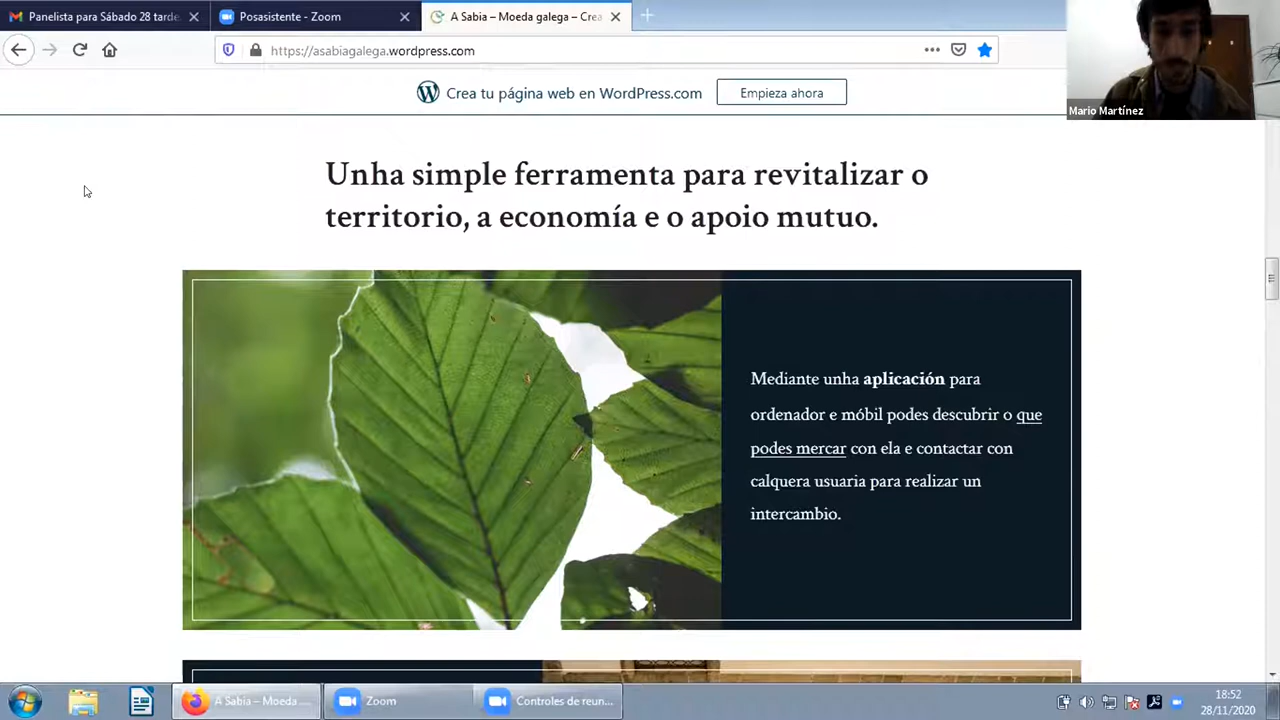 Panelista para Sábado 28 tarde
Posasistente - Zoom
A Sabia – Moeda galega – Crea
https://asabiagalega.wordpress.com
Crea tu página web en WordPress.com
Empieza ahora
Mario Martínez
Unha simple ferramenta para revitalizar o
territorio, a economía e o apoio mutuo.
Mediante unha aplicación para
ordenador e móbil podes descubrir o que
podes mercar con ela e contactar con
calquera usuaria para realizar un
intercambio.
A Sabia – Moeda ...
Zoom
Controles de reun...
18:52
28/11/2020